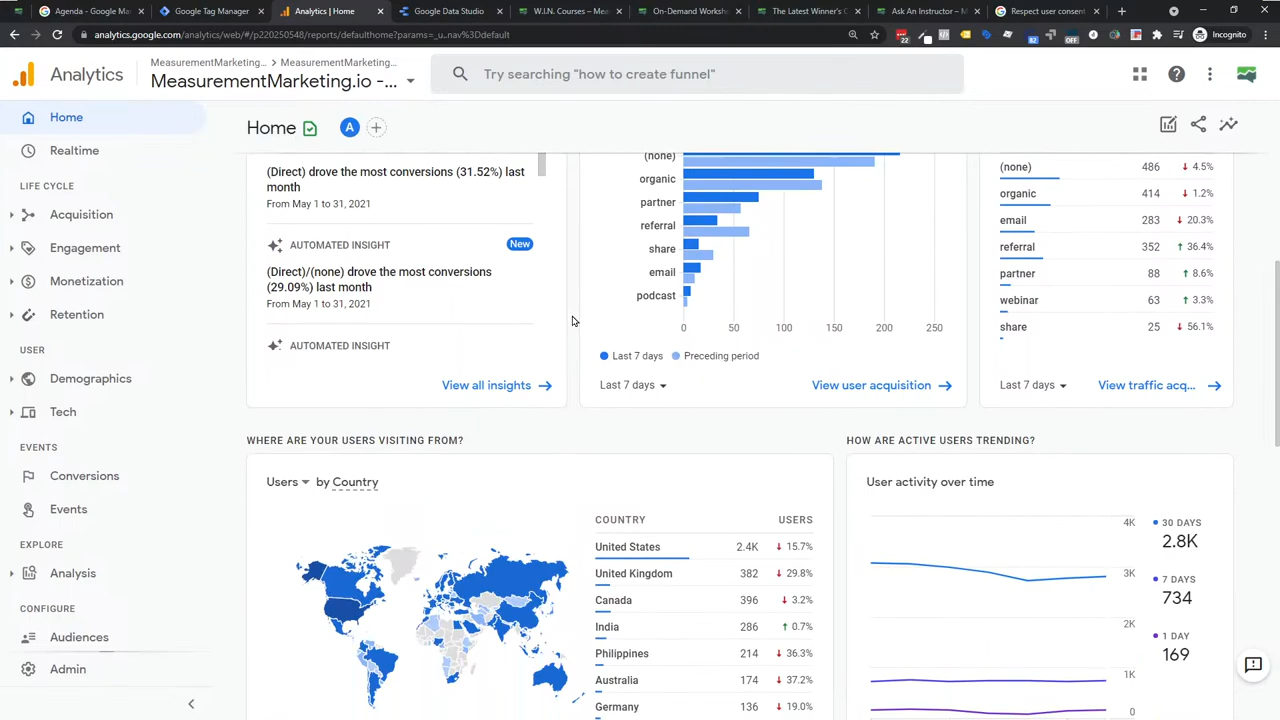 Agenda - Google Ma
Google Tag Manager
Analytics | Home
Google Data Studio
W.I.N. Courses – Mea
On-Demand Worksh
The Latest Winner's C
Ask An Instructor – M
Respect user consent
analytics.google.com/analytics/web/#/p220250548/reports/defaulthome?params=_u..nav%3Ddefault
22
82
OFF
Incognito
Analytics
MeasurementMarketing.... > MeasurementMarketing....
MeasurementMarketing.io -...
Try searching "how to create funnel"
Home
Realtime
LIFE CYCLE
Acquisition
Engagement
Monetization
Retention
USER
Demographics
Tech
EVENTS
Conversions
Events
EXPLORE
Analysis
CONFIGURE
Audiences
Admin
Home
A
(Direct) drove the most conversions (31.52%) last
month
From May 1 to 31, 2021
AUTOMATED INSIGHT
New
(Direct)/(none) drove the most conversions
(29.09%) last month
From May 1 to 31, 2021
AUTOMATED INSIGHT
View all insights
(none)
organic
partner
referral
share
email
podcast
0 50 100 150 200 250
Last 7 days Preceding period
Last 7 days
View user acquisition
(none) 486 4.5%
organic 414 1.2%
email 283 20.3%
referral 352 36.4%
partner 88 8.6%
webinar 63 3.3%
share 25 56.1%
Last 7 days
View traffic acq...
WHERE ARE YOUR USERS VISITING FROM?
Users by Country
COUNTRY USERS
United States 2.4K 15.7%
United Kingdom 382 29.8%
Canada 396 3.2%
India 286 0.7%
Philippines 214 36.3%
Australia 174 37.2%
Germany 136 19.0%
HOW ARE ACTIVE USERS TRENDING?
User activity over time
4K
3K
2K
1K
0
30 DAYS
2.8K
7 DAYS
734
1 DAY
169